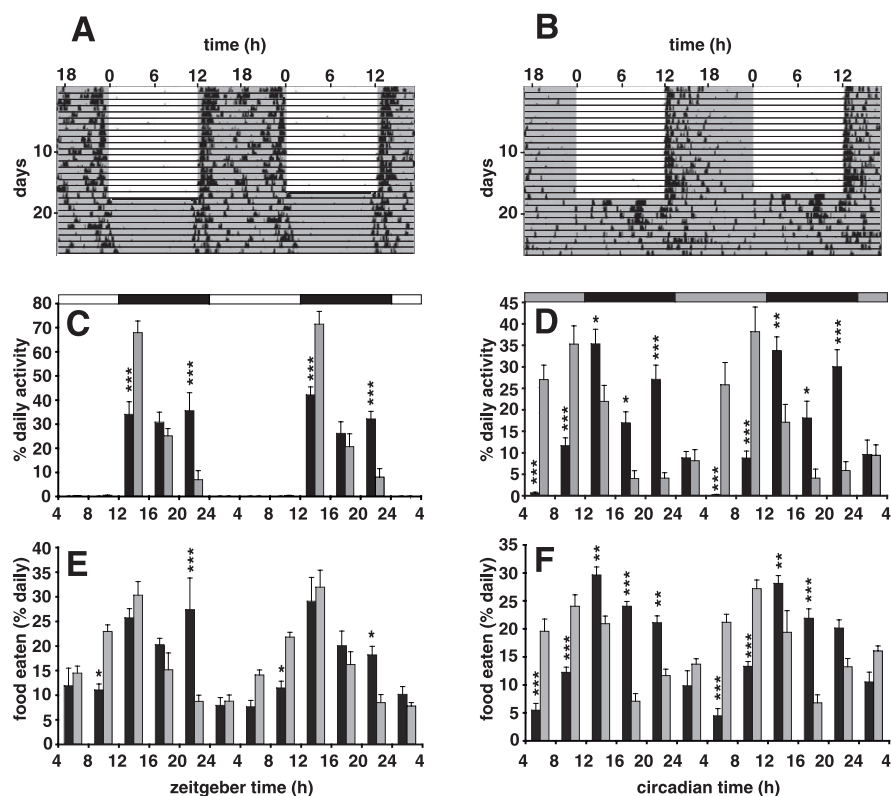 A
B
time (h)
time (h)
18 0 6 12 18 0 6 12
18 0 6 12 18 0 6 12
days
10
20
days
10
20
C
D
% daily activity
80
70
60
50
40
30
20
10
0
*** *** *** ***
4 8 12 16 20 24 4 8 12 16 20 24 4
% daily activity
45
40
35
30
25
20
15
10
5
0
*** *** * * *** *** *** ** * ***
4 8 12 16 20 24 4 8 12 16 20 24 4
E
F
food eaten (% daily)
40
35
30
25
20
15
10
5
0
* *** * *
4 8 12 16 20 24 4 8 12 16 20 24 4
zeitgeber time (h)
food eaten (% daily)
35
30
25
20
15
10
5
0
*** *** ** *** ** *** *** ** ***
4 8 12 16 20 24 4 8 12 16 20 24 4
circadian time (h)